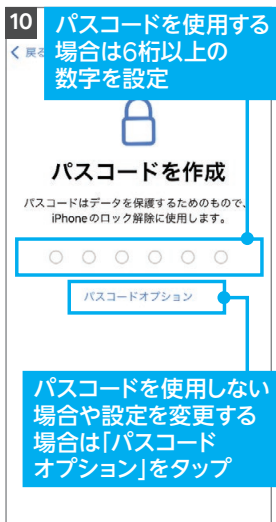 10
パスコードを使用する
場合は6桁以上の
数字を設定
戻
パスコードを作成
パスコードはデータを保護するためのもので、
iPhoneのロック解除に使用します。
パスコードオプション
パスコードを使用しない
場合や設定を変更する
場合は「パスコード
オプション」をタップ